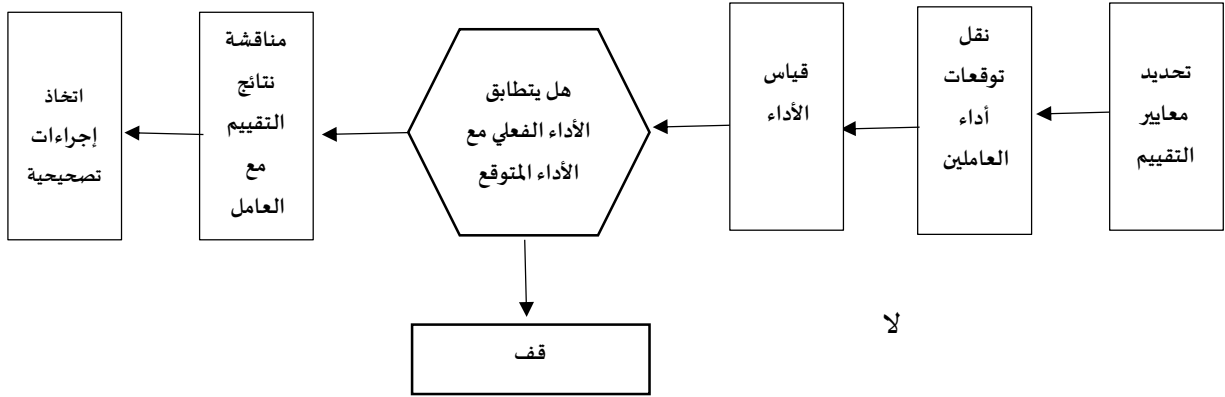 تحديد
معايير
التقييم
نقل
توقعات
أداء
العاملين
قياس
الأداء
هل يتطابق
الأداء الفعلي مع
الأداء المتوقع
مناقشة
نتائج
التقييم
مع
العامل
اتخاذ
إجراءات
تصحيحية
لا
قف